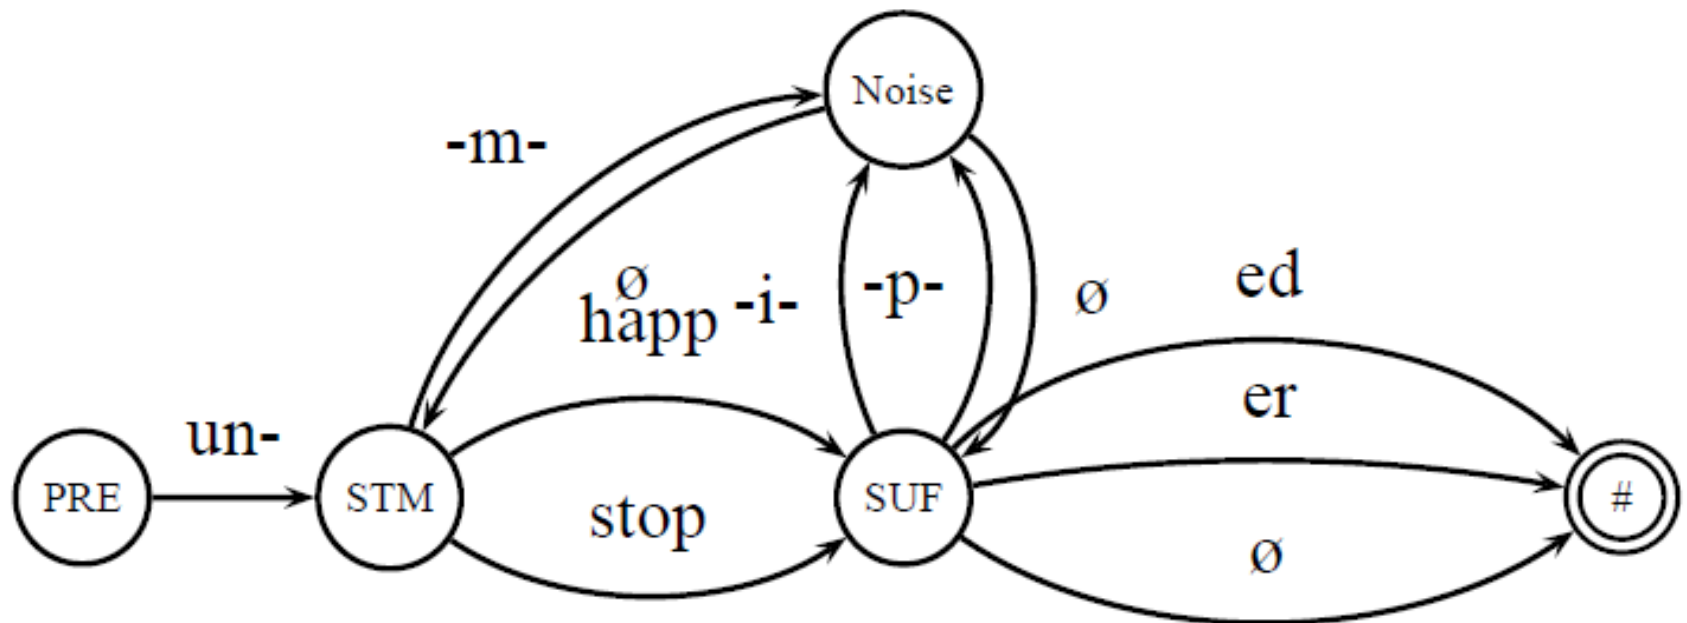 Noise
-m-
ø
happ
-i-
-p-
ø
ed
er
un-
PRE
STM
stop
SUF
ø
#